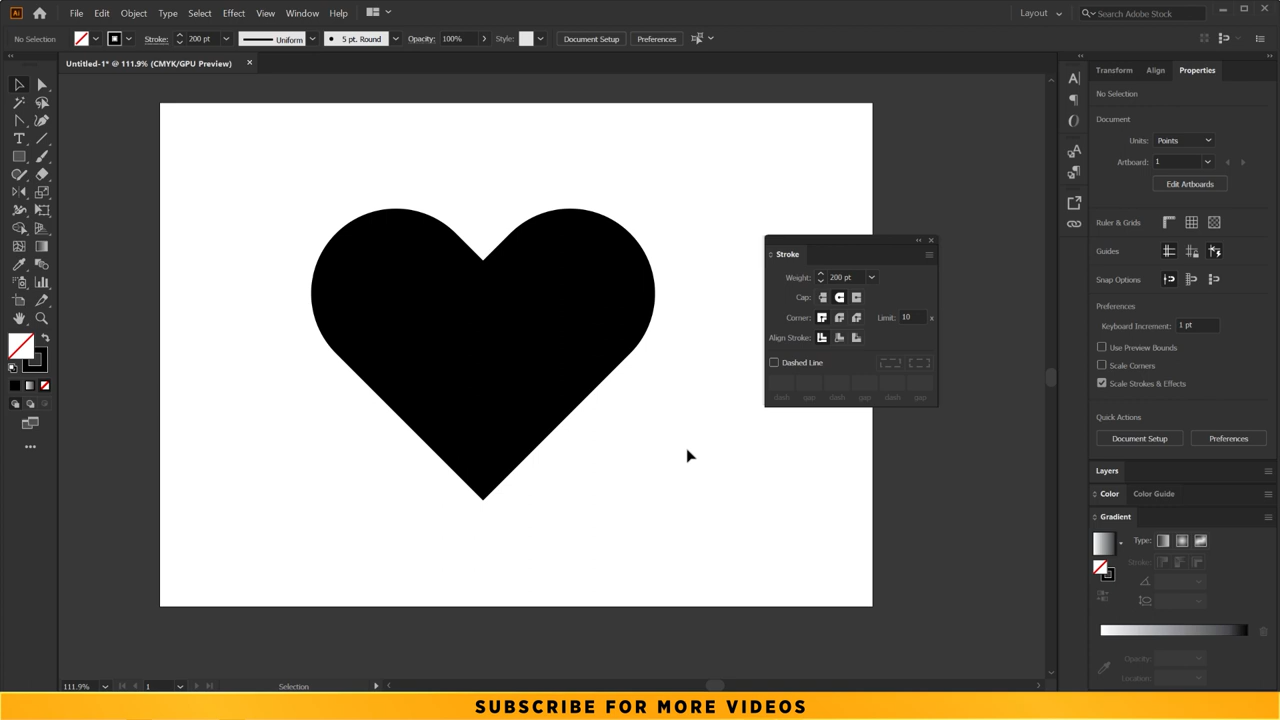 Ai File Edit Object Type Select Effect View Window Help Layout Search Adobe Stock
No Selection Stroke: 200 pt Uniform 5 pt. Round Opacity: 100% Style: Document Setup Preferences
Untitled-1* @ 111.9% (CMYK/GPU Preview)
Transform Align Properties
No Selection
Document
Units: Points
Artboard: 1
Edit Artboards
Ruler & Grids
Guides
Snap Options
Preferences
Keyboard Increment: 1 pt
Use Preview Bounds
Scale Corners
Scale Strokes & Effects
Quick Actions
Document Setup Preferences
Layers
Color Color Guide
Gradient
Type:
Stroke:
Opacity:
Location:
Stroke
Weight: 200 pt
Cap:
Corner: Limit: 10 x
Align Stroke:
Dashed Line
dash gap dash gap dash gap
111.9% 1 Selection
SUBSCRIBE FOR MORE VIDEOS